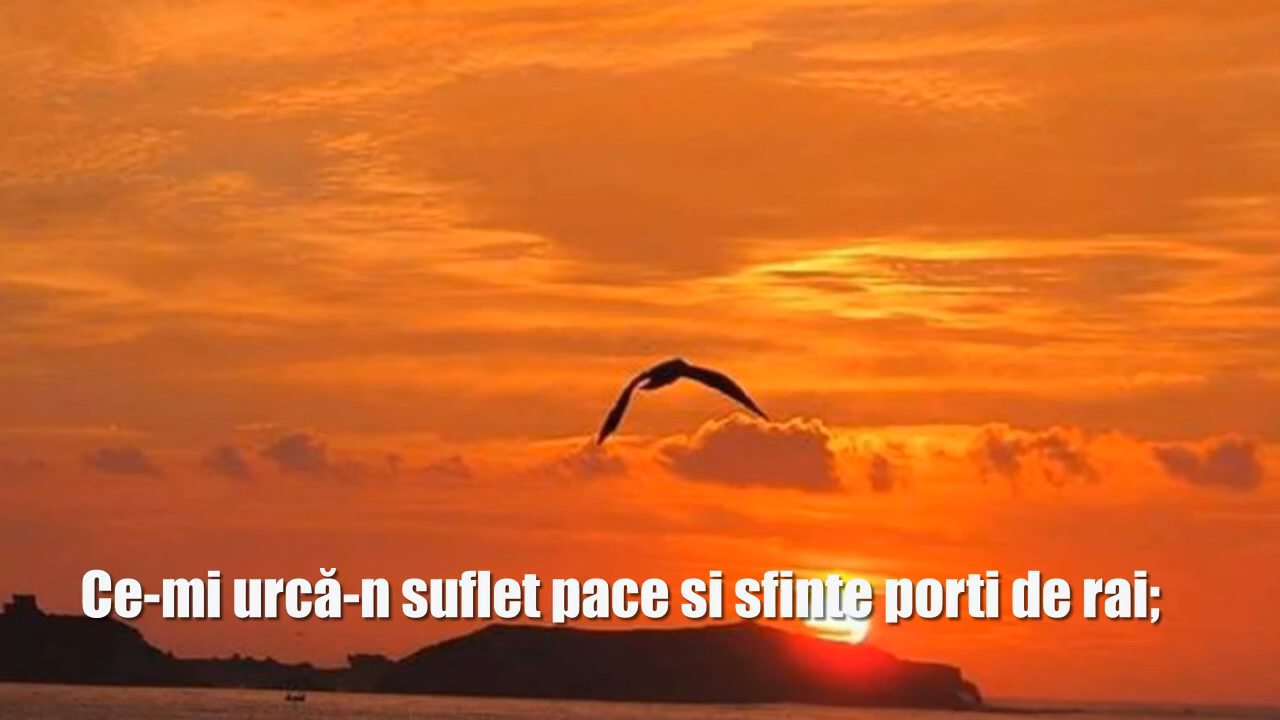 Ce-mi urcă-n suflet pace si sfinte porti de rai;